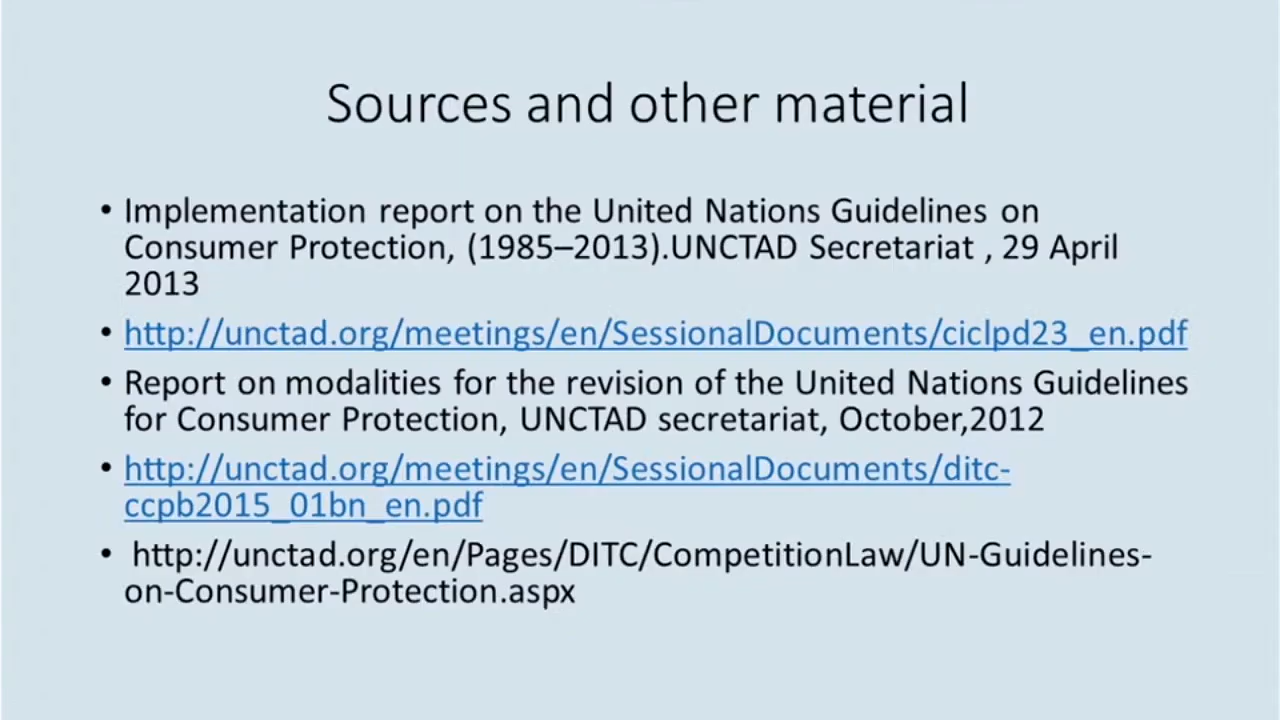 Sources and other material
• Implementation report on the United Nations Guidelines on
Consumer Protection, (1985–2013).UNCTAD Secretariat , 29 April
2013
• http://unctad.org/meetings/en/SessionalDocuments/ciclpd23_en.pdf
• Report on modalities for the revision of the United Nations Guidelines
for Consumer Protection, UNCTAD secretariat, October,2012
• http://unctad.org/meetings/en/SessionalDocuments/ditc-
ccpb2015_01bn_en.pdf
• http://unctad.org/en/Pages/DITC/CompetitionLaw/UN-Guidelines-
on-Consumer-Protection.aspx